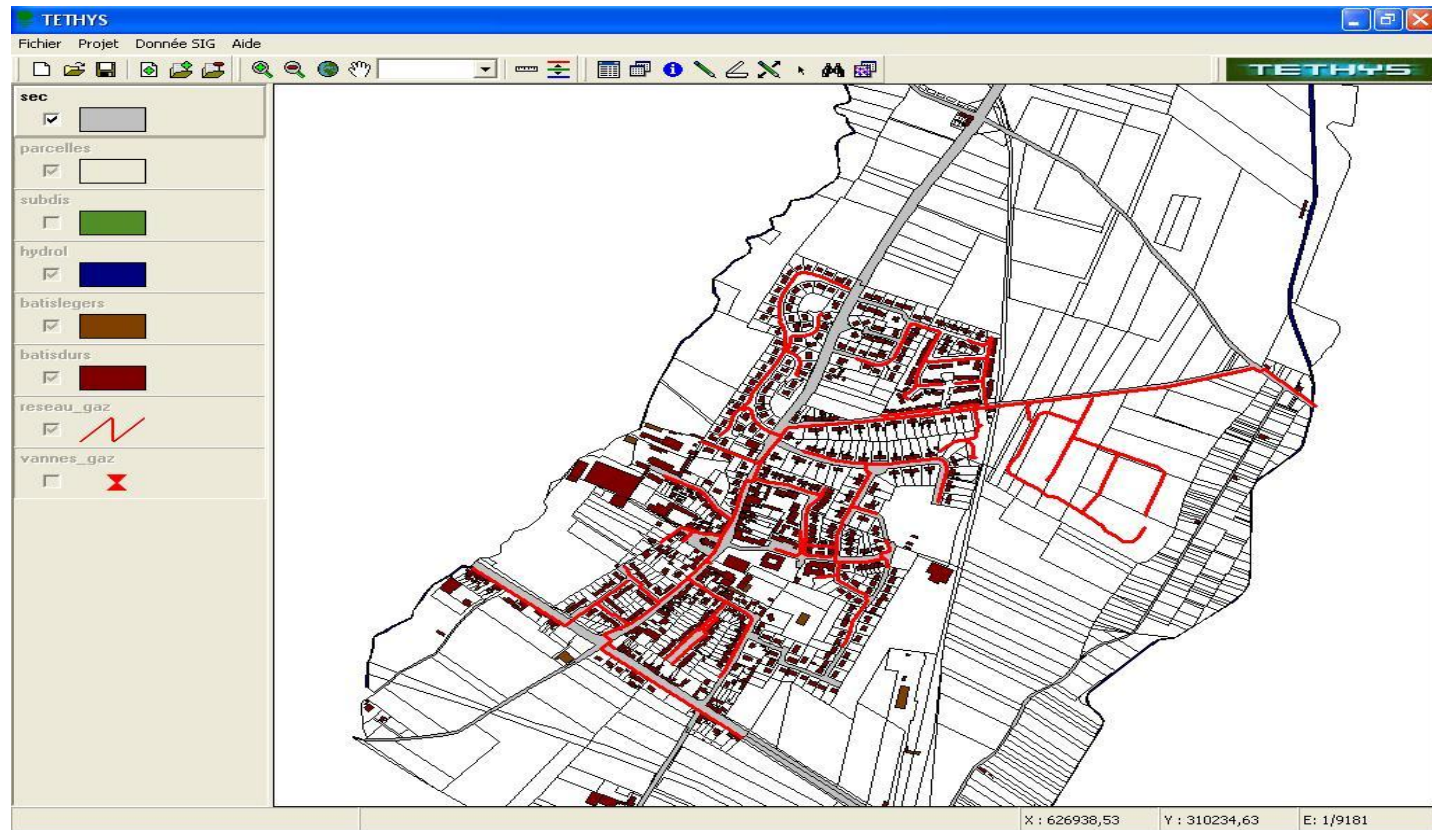 TETHYS
Fichier Projet Donnée SIG Aide
TETHYS
sec
parcelles
subdis
hydrol
batislegers
batisdurs
reseau_gaz
vannes_gaz
X : 626938,53 Y : 310234,63 E: 1/9181